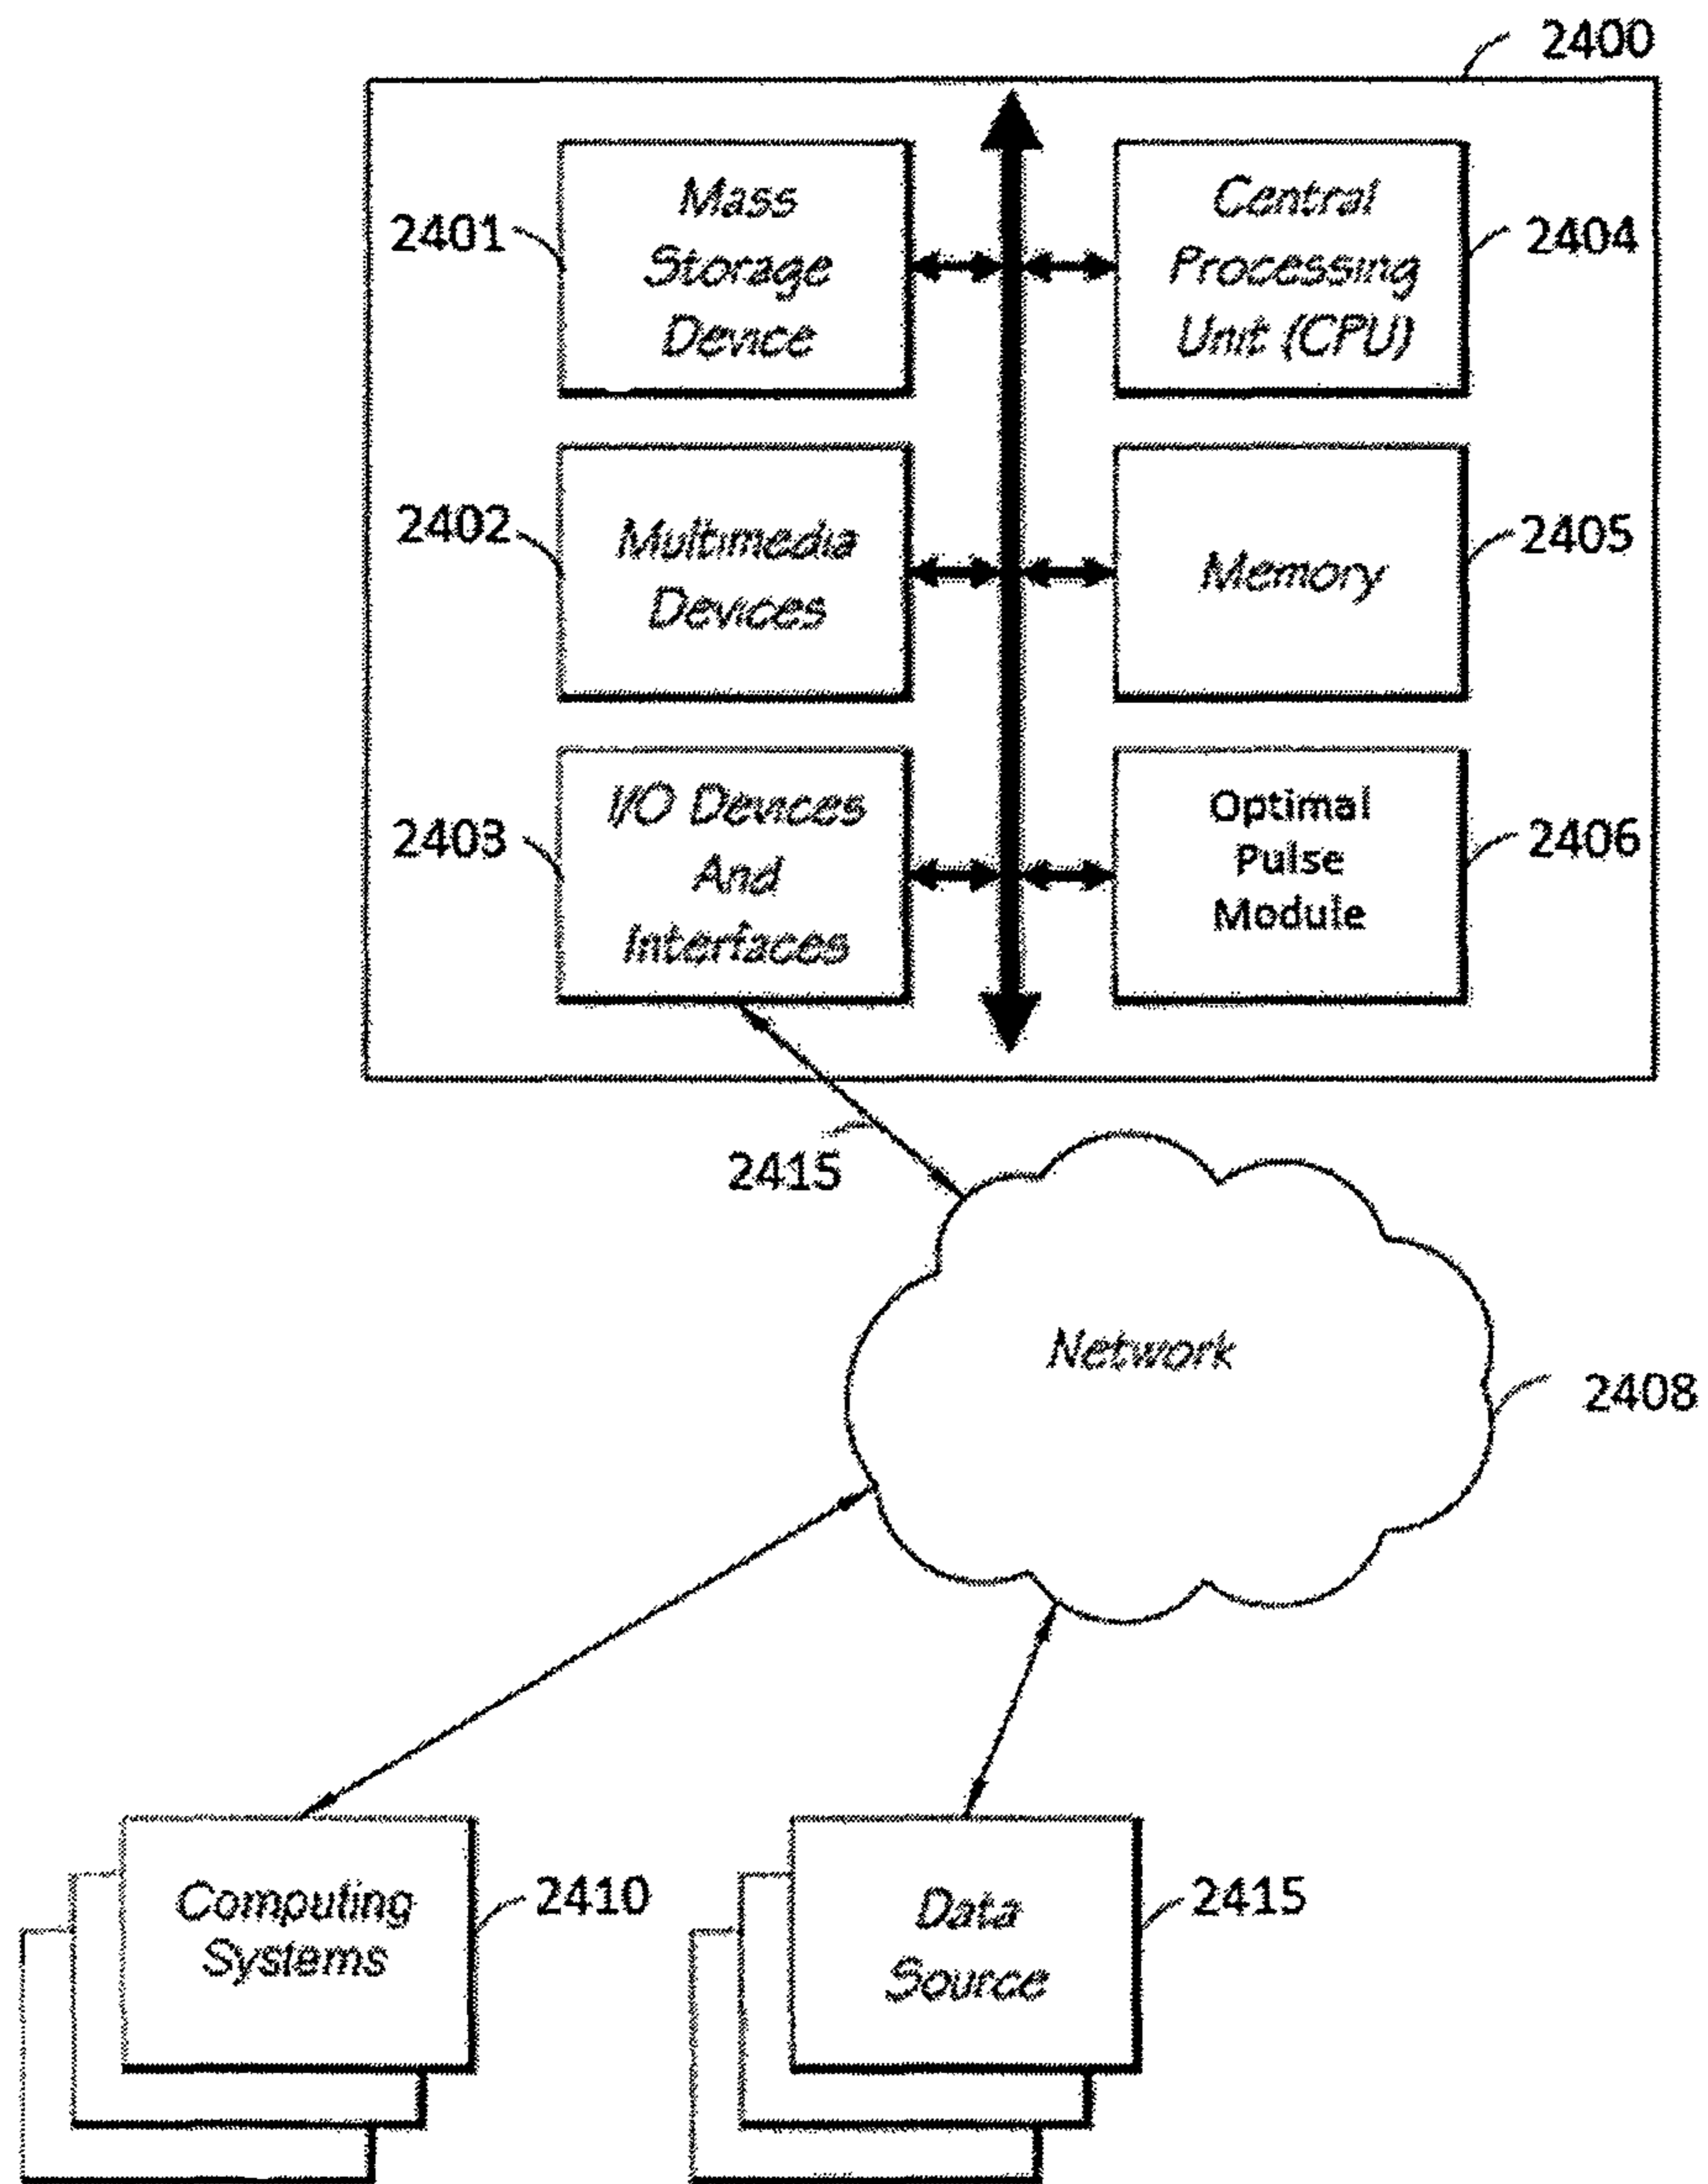 2400
2401
Mass
Storage
Device
Central
Processing
Unit (CPU)
2404
2402
Multimedia
Devices
Memory
2405
2403
I/O Devices
And
Interfaces
Optimal
Pulse
Module
2406
2415
Network
2408
Computing
Systems
2410
Data
Source
2415